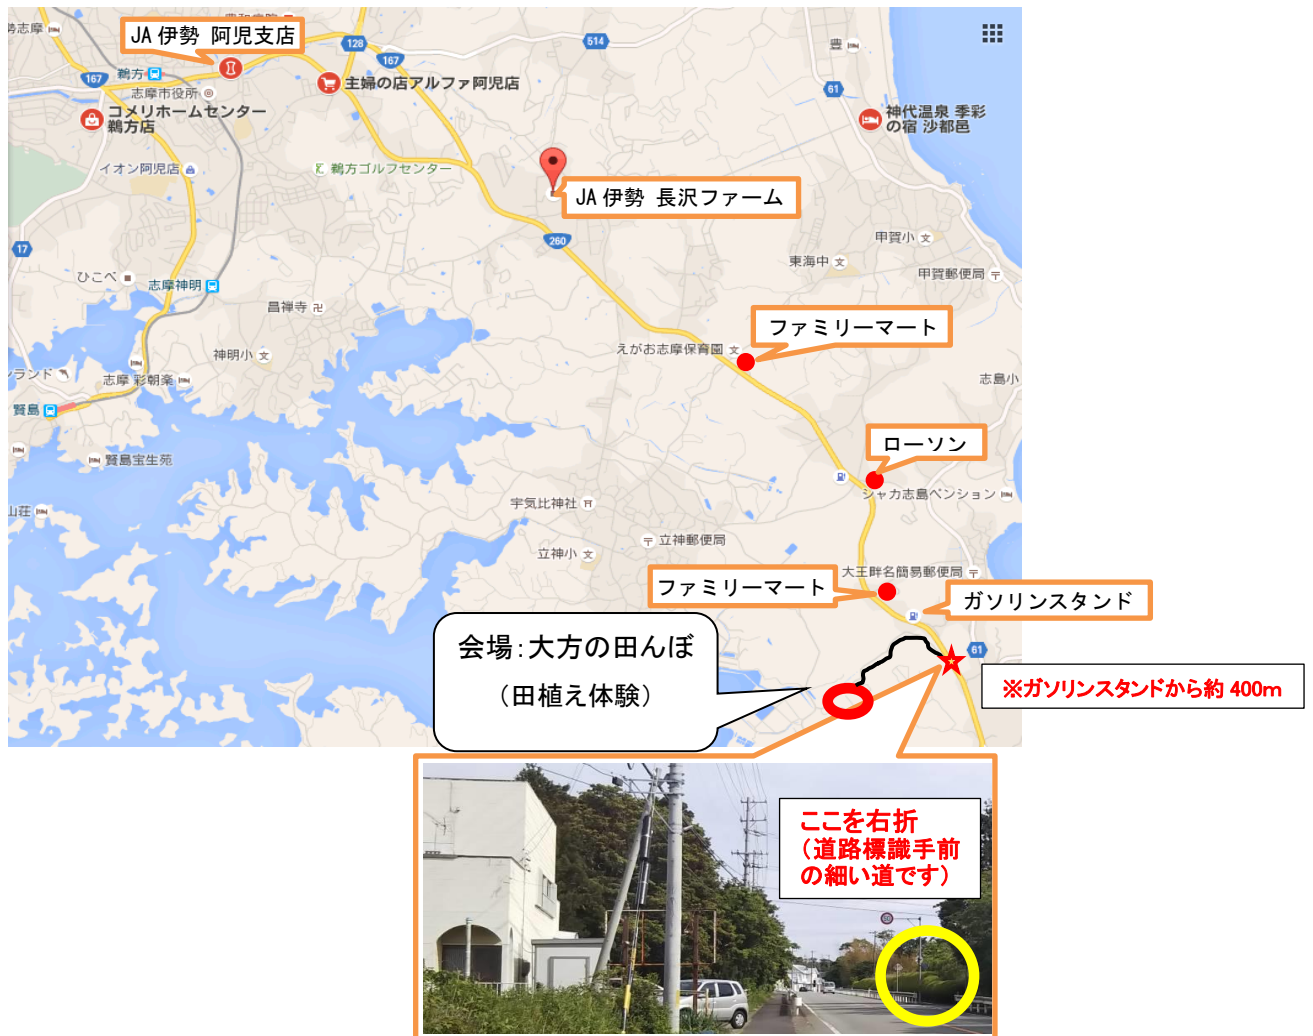 JA 伊勢 阿児支店
128
514
豊
167
167
鵜方
志摩市役所
主婦の店アルファ阿児店
61
コメリホームセンター
鵜方店
神代温泉 季彩
の宿 沙都邑
イオン阿児店
鵜方ゴルフセンター
JA 伊勢 長沢ファーム
17
260
甲賀小
東海中
甲賀郵便局
ひこべ
志摩神明
昌禅寺
ファミリーマート
えがお志摩保育園
神明小
志摩 彩朝楽
志島小
賢島
ローソン
賢島宝生苑
シャカ志島ペンション
宇気比神社
山荘
立神郵便局
立神小
大王畔名簡易郵便局
ファミリーマート
ガソリンスタンド
会場：大方の田んぼ
（田植え体験）
61
※ガソリンスタンドから約 400m
ここを右折
（道路標識手前
の細い道です）